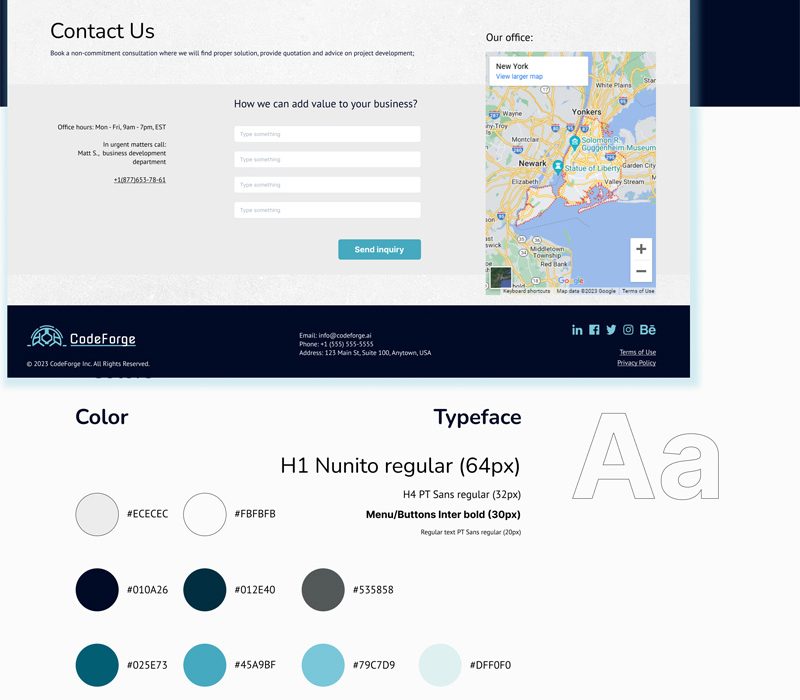 Contact Us
Book a non-commitment consultation where we will find proper solution, provide quotation and advice on project development;
Our office:
New York
View larger map
White Plains
Yonkers
Wayne
ny-Troy
Montclair
Solomon R.
Guggenheim Museum
Newark
Garden City
Statue of Liberty
Elizabeth
Valley Stream
Edison
swick
Middletown
Township
Red Bank
Google
Keyboard shortcuts
Map data ©2023 Google
Terms of Use
How we can add value to your business?
Office hours: Mon - Fri, 9am - 7pm, EST
In urgent matters call:
Matt S., business development
department
+1(877)653-78-61
Type something
Type something
Type something
Type something
Send inquiry
CodeForge
© 2023 CodeForge Inc. All Rights Reserved.
Email: info@codeforge.ai
Phone: +1 (555) 555-5555
Address: 123 Main St, Suite 100, Anytown, USA
in
Bē
Terms of Use
Privacy Policy
Color
Typeface
Aa
H1 Nunito regular (64px)
H4 PT Sans regular (32px)
Menu/Buttons Inter bold (30px)
Regular text PT Sans regular (20px)
#ECECEC
#FBFBFB
#010A26
#012E40
#535858
#025E73
#45A9BF
#79C7D9
#DFF0F0